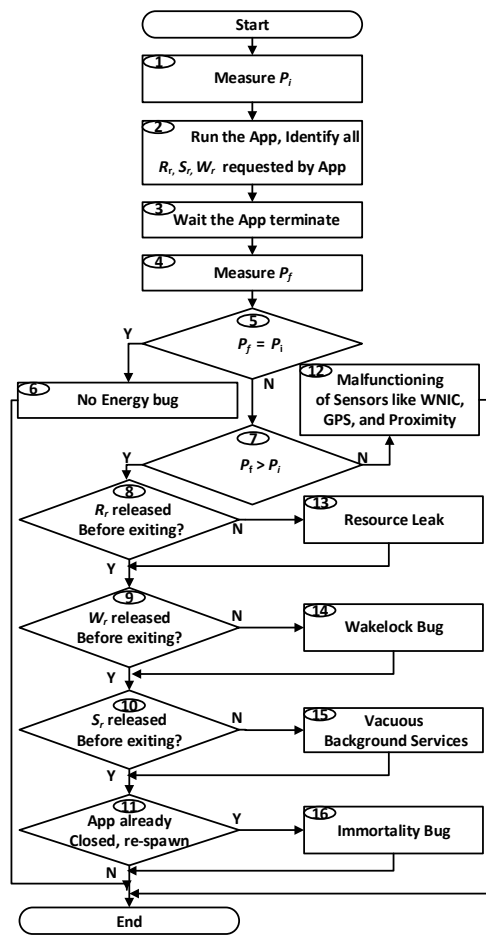 Start
1
Measure Pi
2
Run the App, Identify all
Rr, Sr, Wr requested by App
3
Wait the App terminate
4
Measure Pf
5
Y
Pf = Pi
N
6
No Energy bug
12
Malfunctioning
of Sensors like WNIC,
GPS, and Proximity
7
Y
Pf > Pi
N
8
Rr released
Before exiting?
N
Y
13
Resource Leak
9
Wr released
Before exiting?
N
Y
14
Wakelock Bug
10
Sr released
Before exiting?
N
Y
15
Vacuous
Background Services
11
App already
Closed, re-spawn
Y
N
16
Immortality Bug
End